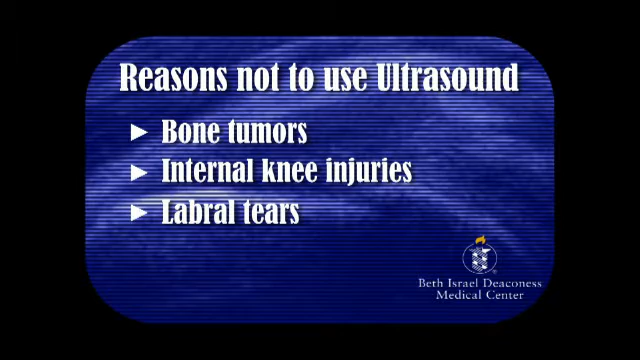 Reasons not to use Ultrasound
► Bone tumors
► Internal knee injuries
► Labral tears
Beth Israel Deaconess
Medical Center